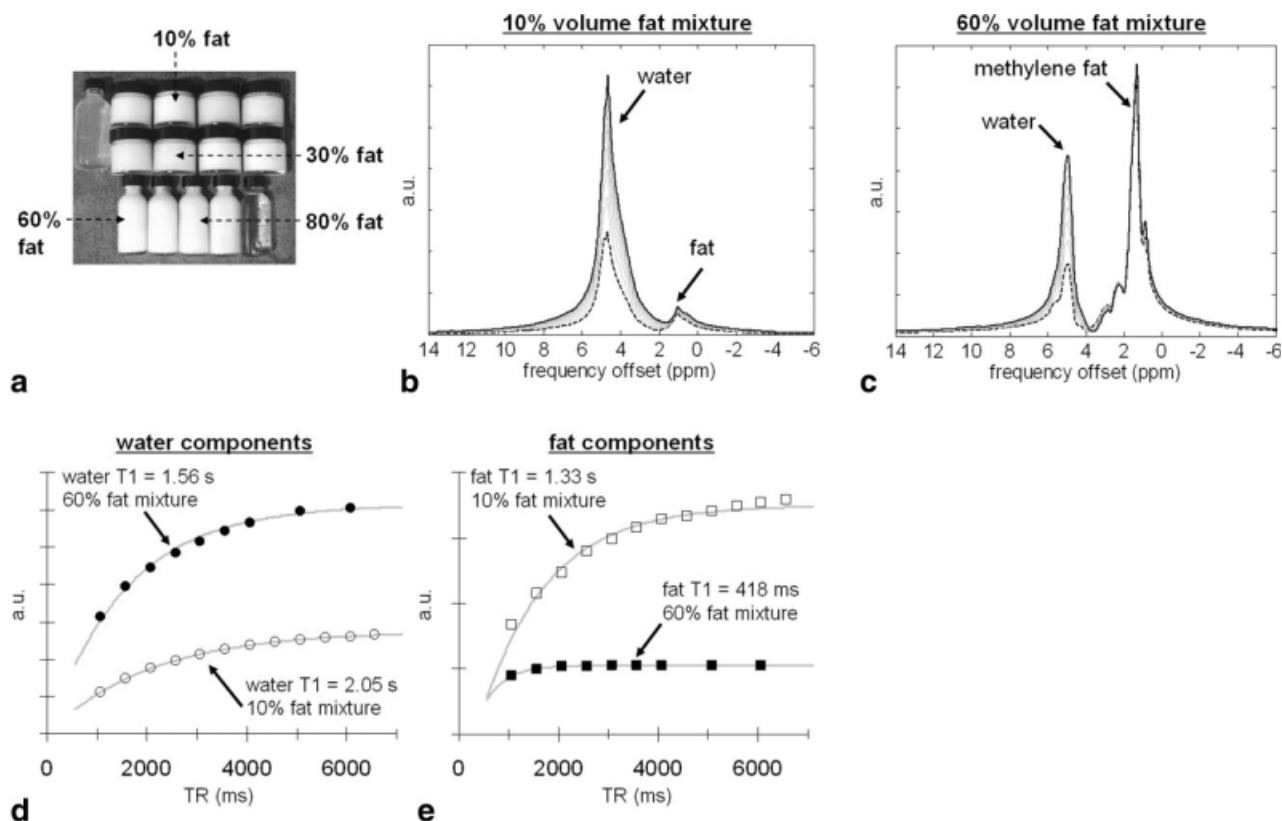 10% fat
30% fat
60%
fat
80% fat
a
10% volume fat mixture
water
fat
a.u.
14 12 10 8 6 4 2 0 -2 -4 -6
frequency offset (ppm)
b
60% volume fat mixture
methylene fat
water
a.u.
14 12 10 8 6 4 2 0 -2 -4 -6
frequency offset (ppm)
c
water components
water T1 = 1.56 s
60% fat mixture
water T1 = 2.05 s
10% fat mixture
a.u.
0 2000 4000 6000
TR (ms)
d
fat components
fat T1 = 1.33 s
10% fat mixture
fat T1 = 418 ms
60% fat mixture
a.u.
0 2000 4000 6000
TR (ms)
e